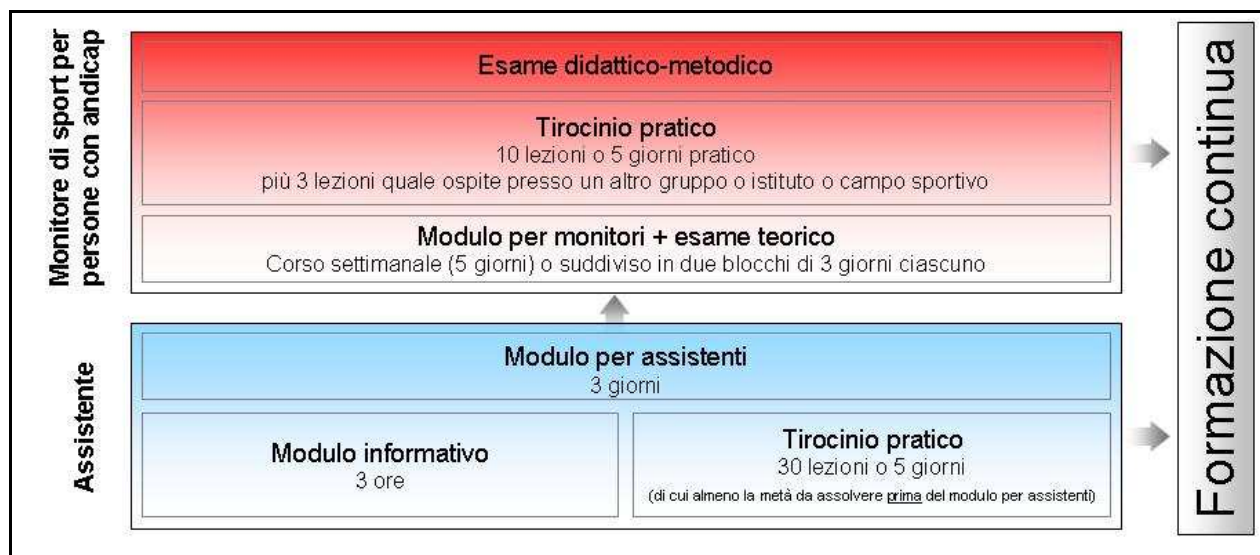 Monitore di sport per
persone con andicap
Esame didattico-metodico
Tirocinio pratico
10 lezioni o 5 giorni pratico
più 3 lezioni quale ospite presso un altro gruppo o istituto o campo sportivo
Modulo per monitori + esame teorico
Corso settimanale (5 giorni) o suddiviso in due blocchi di 3 giorni ciascuno
Assistente
Modulo per assistenti
3 giorni
Modulo informativo
3 ore
Tirocinio pratico
30 lezioni o 5 giorni
(di cui almeno la metà da assolvere prima del modulo per assistenti)
Formazione continua